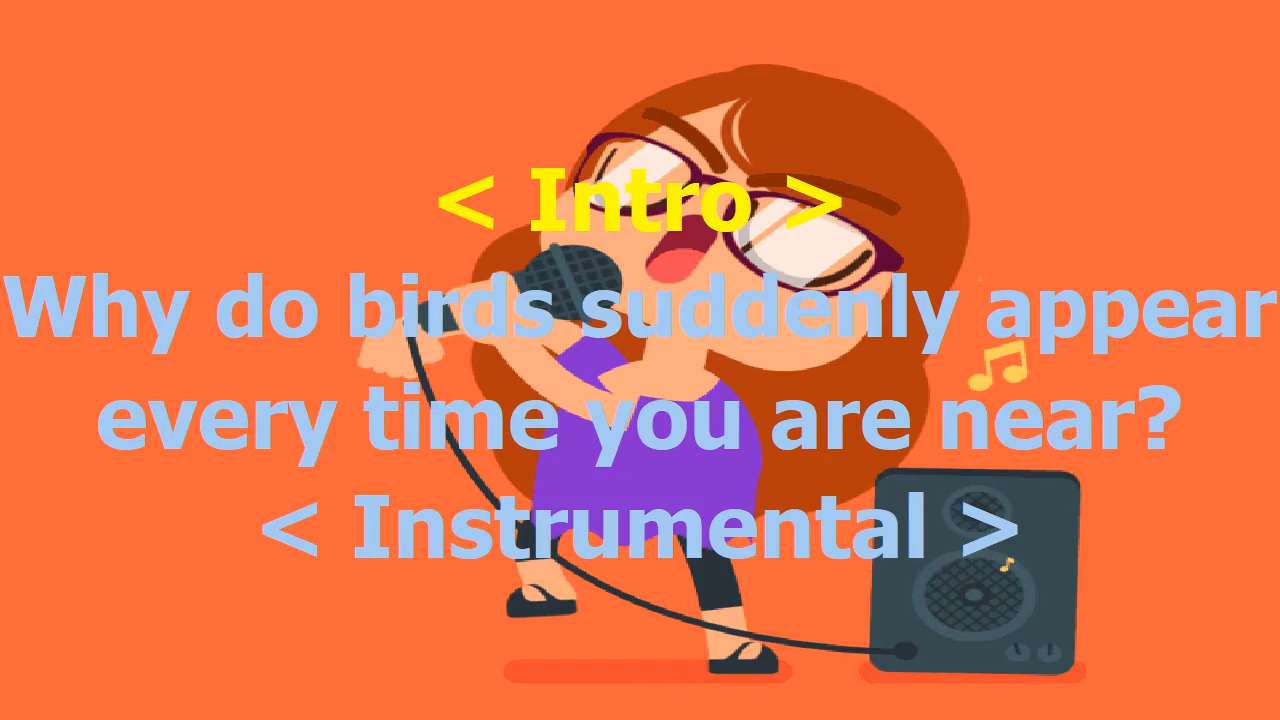 < Intro >
Why do birds suddenly appear
every time you are near?
< Instrumental >